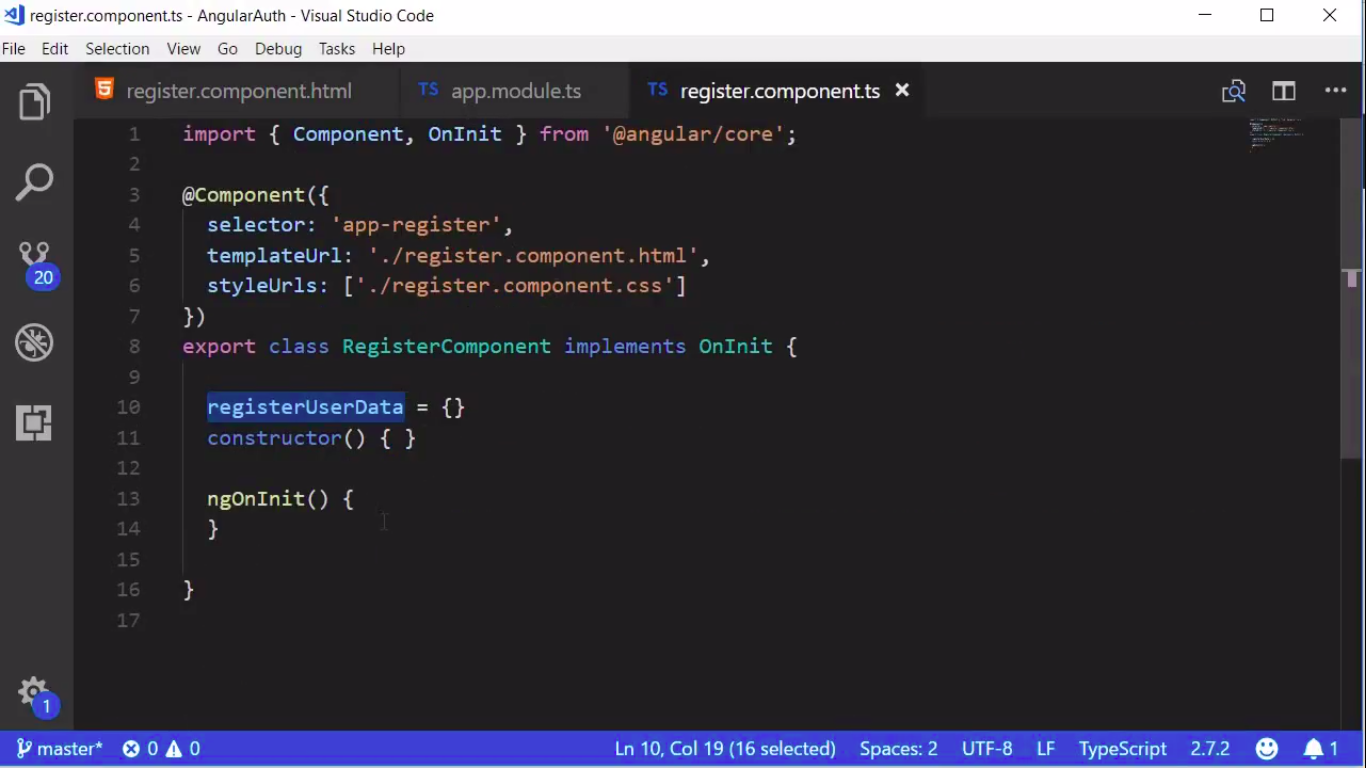 register.component.ts - AngularAuth - Visual Studio Code
File Edit Selection View Go Debug Tasks Help
register.component.html TS app.module.ts TS register.component.ts
1 import { Component, OnInit } from '@angular/core';
2
3 @Component({
4 selector: 'app-register',
5 templateUrl: './register.component.html',
6 styleUrls: ['./register.component.css']
7 })
8 export class RegisterComponent implements OnInit {
9
10 registerUserData = {}
11 constructor() { }
12
13 ngOnInit() {
14 }
15
16 }
17
20
1
master* 0 0 Ln 10, Col 19 (16 selected) Spaces: 2 UTF-8 LF TypeScript 2.7.2 1